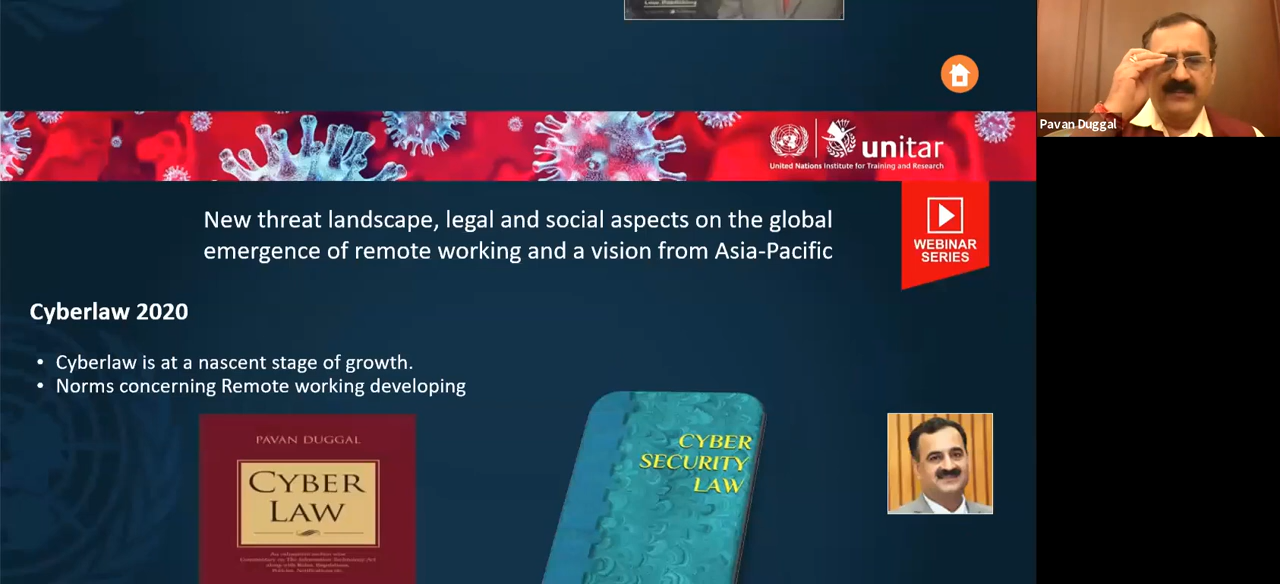 unitar
United Nations Institute for Training and Research
Pavan Duggal
New threat landscape, legal and social aspects on the global
emergence of remote working and a vision from Asia-Pacific
WEBINAR
SERIES
Cyberlaw 2020
• Cyberlaw is at a nascent stage of growth.
• Norms concerning Remote working developing
PAVAN DUGGAL
CYBER
LAW
CYBER
SECURITY
LAW